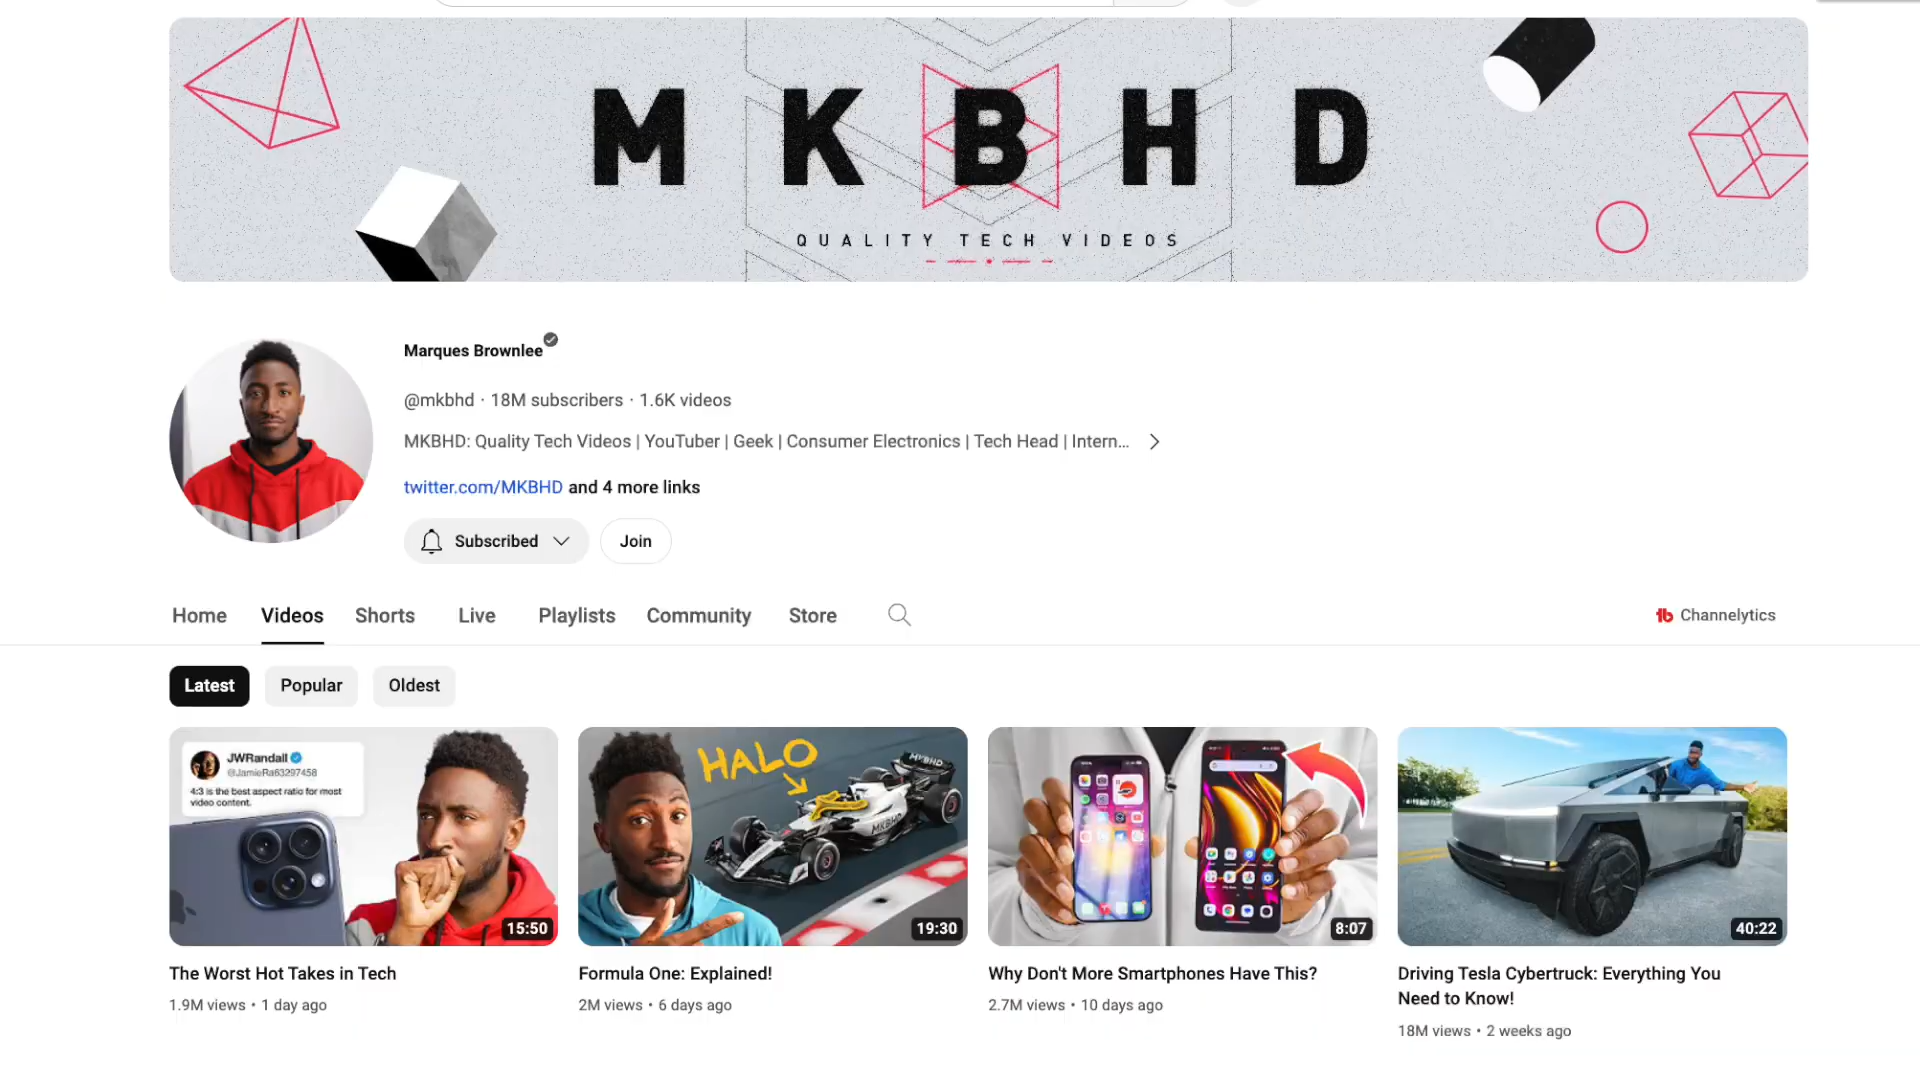 MKBHD
QUALITY TECH VIDEOS
Marques Brownlee
@mkbhd · 18M subscribers · 1.6K videos
MKBHD: Quality Tech Videos | YouTuber | Geek | Consumer Electronics | Tech Head | Intern...
twitter.com/MKBHD and 4 more links
Subscribed
Join
Home
Videos
Shorts
Live
Playlists
Community
Store
Channelytics
Latest
Popular
Oldest
JWRandall
@JamieRa63297458
4:3 is the best aspect ratio for most
video content.
15:50
HALO
MKBHD
MKBHD
19:30
8:07
40:22
The Worst Hot Takes in Tech
1.9M views • 1 day ago
Formula One: Explained!
2M views • 6 days ago
Why Don't More Smartphones Have This?
2.7M views • 10 days ago
Driving Tesla Cybertruck: Everything You
Need to Know!
18M views • 2 weeks ago